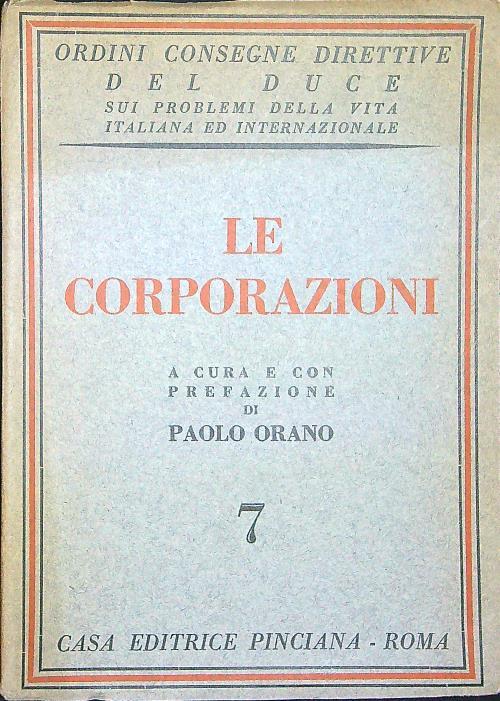 ORDINI CONSEGNE DIRETTIVE
DEL DUCE
SUI PROBLEMI DELLA VITA
ITALIANA ED INTERNAZIONALE
LE
CORPORAZIONI
A CURA E CON
PREFAZIONE
DI
PAOLO ORANO
7
CASA EDITRICE PINCIANA - ROMA